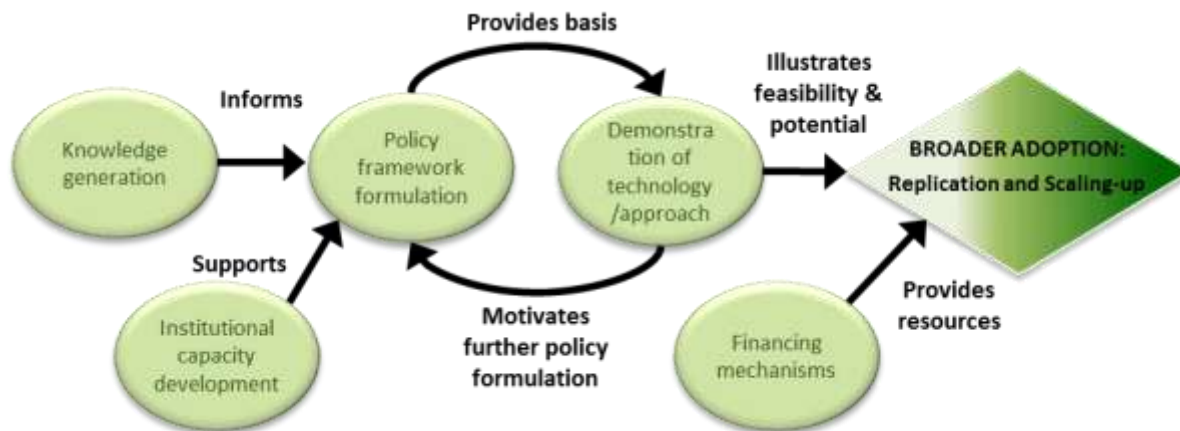 Provides basis
Informs
Illustrates
feasibility &
potential
Knowledge
generation
Policy
framework
formulation
Demonstra
tion of
technology
/approach
BROADER ADOPTION:
Replication and Scaling-up
Supports
Institutional
capacity
development
Motivates
further policy
formulation
Financing
mechanisms
Provides
resources